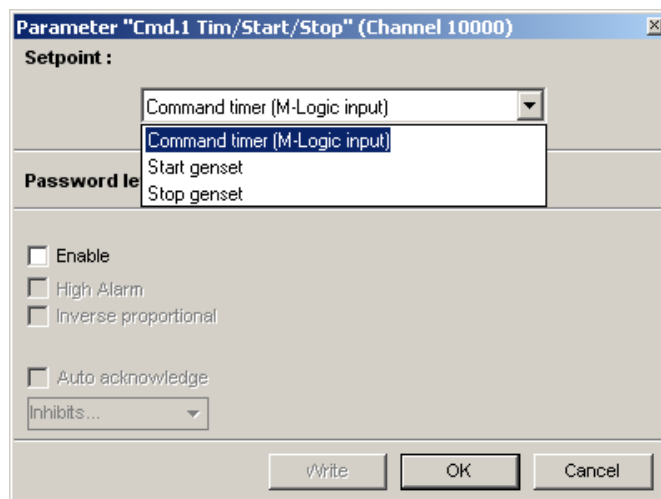 Parameter "Cmd.1 Tim/Start/Stop" (Channel 10000)
Setpoint :
Command timer (M-Logic input)
Command timer (M-Logic input)
Start genset
Stop genset
Password le
Enable
High Alarm
Inverse proportional
Auto acknowledge
Inhibits...
Write OK Cancel